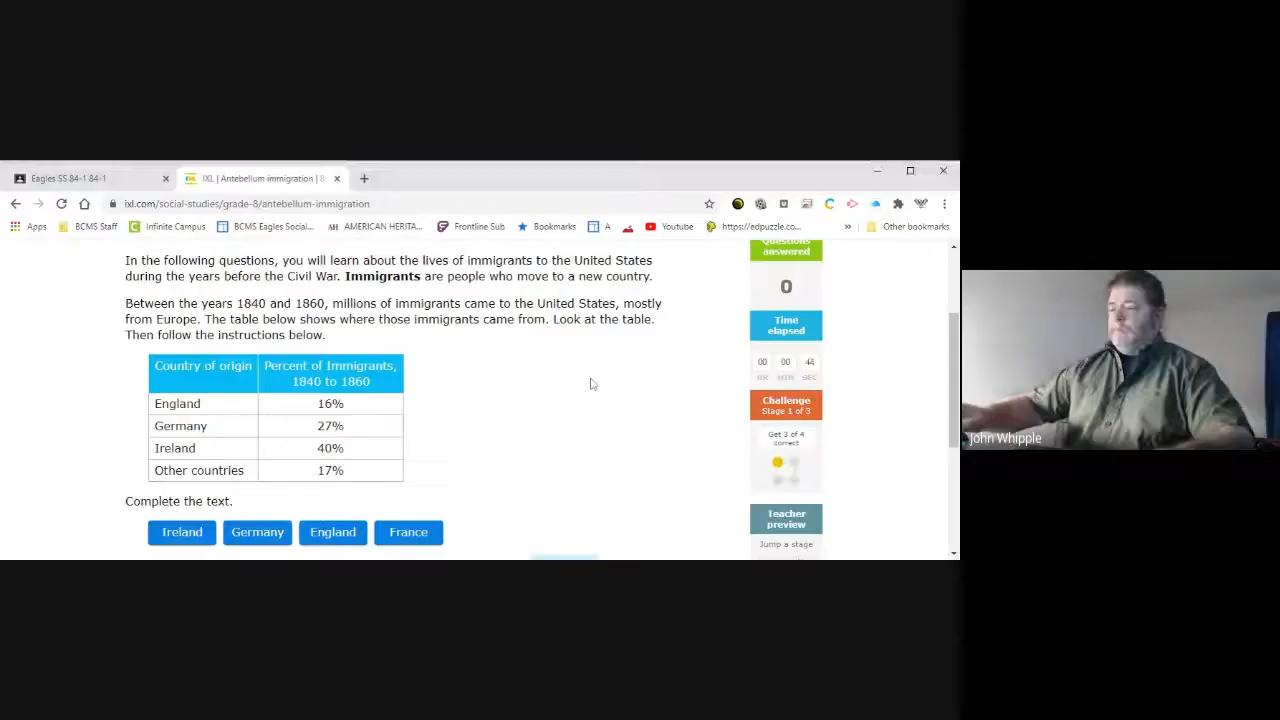 Eagles SS 84-1 84-1
IXL | Antebellum immigration | 8
ixl.com/social-studies/grade-8/antebellum-immigration
Apps BCMS Staff Infinite Campus BCMS Eagles Social... AH AMERICAN HERITA... Frontline Sub Bookmarks A Youtube https://edpuzzle.co... » Other bookmarks
In the following questions, you will learn about the lives of immigrants to the United States
during the years before the Civil War. Immigrants are people who move to a new country.
Between the years 1840 and 1860, millions of immigrants came to the United States, mostly
from Europe. The table below shows where those immigrants came from. Look at the table.
Then follow the instructions below.
Country of origin Percent of Immigrants,
1840 to 1860
England 16%
Germany 27%
Ireland 40%
Other countries 17%
Complete the text.
Ireland Germany England France
Questions
answered
0
Time
elapsed
00 00 44
HR MIN SEC
Challenge
Stage 1 of 3
Get 3 of 4
correct
Teacher
preview
Jump a stage
John Whipple